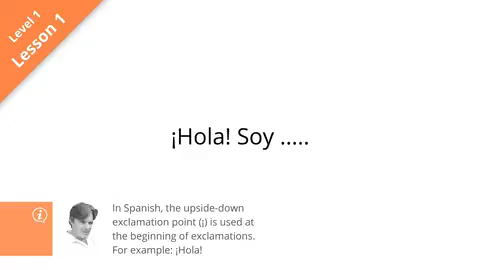 Level 1
Lesson 1
¡Hola! Soy .....
In Spanish, the upside-down
exclamation point (¡) is used at
the beginning of exclamations.
For example: ¡Hola!